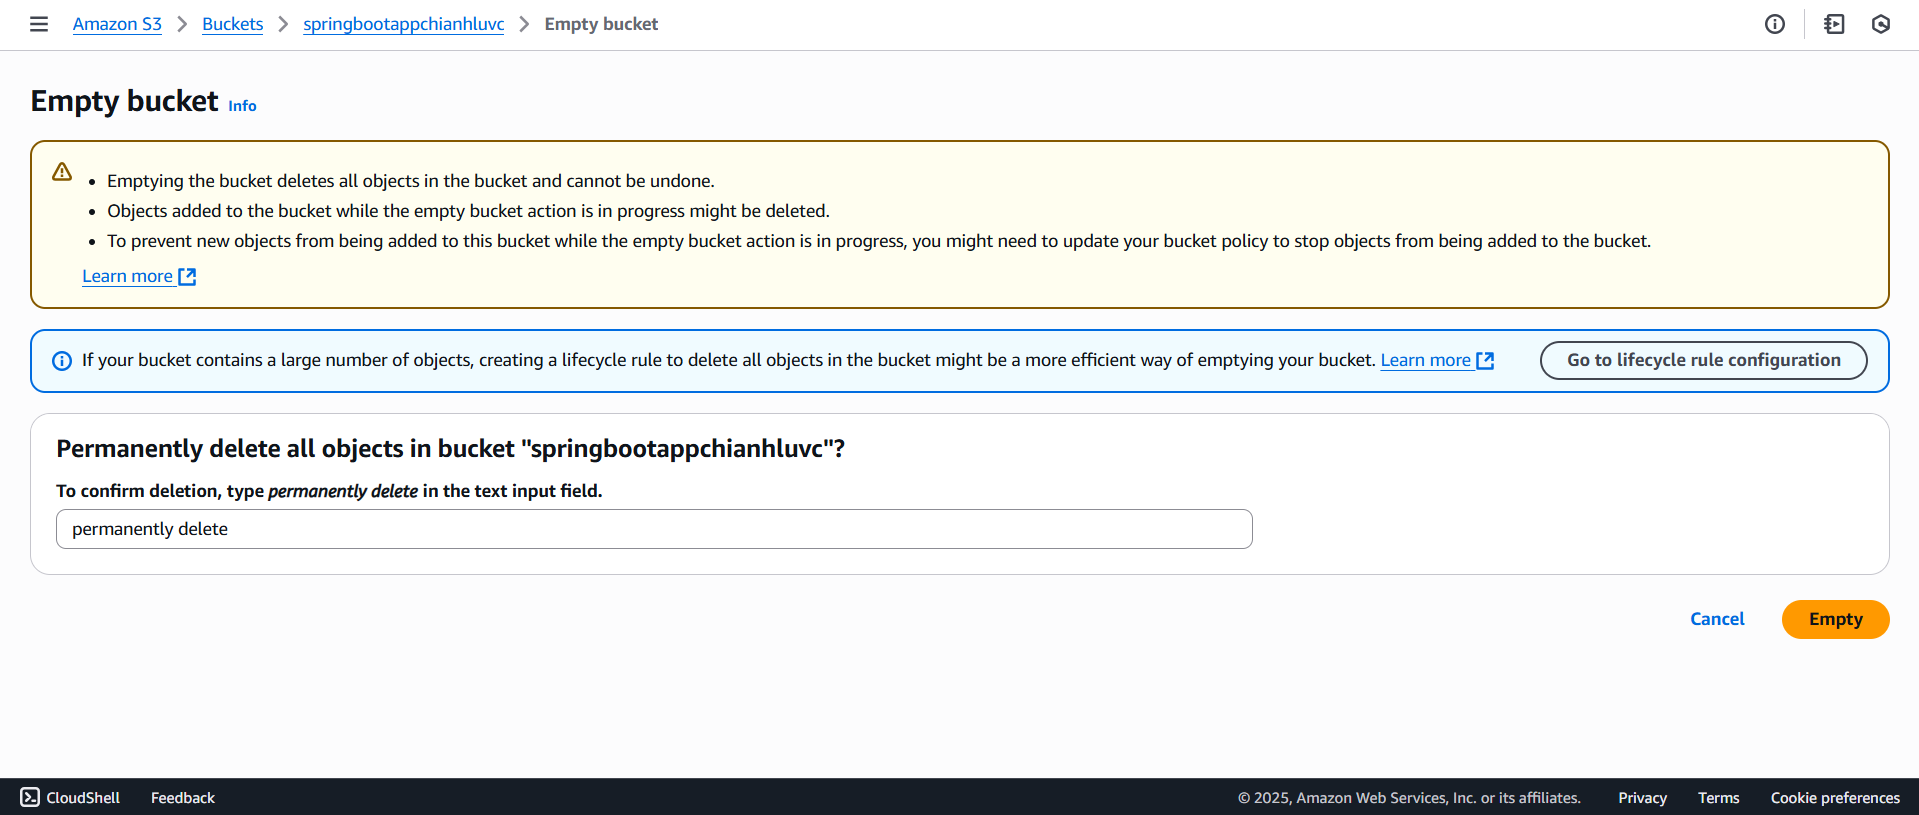 Amazon S3 Buckets springbootappchianhluvc Empty bucket
Empty bucket Info
Emptying the bucket deletes all objects in the bucket and cannot be undone.
Objects added to the bucket while the empty bucket action is in progress might be deleted.
To prevent new objects from being added to this bucket while the empty bucket action is in progress, you might need to update your bucket policy to stop objects from being added to the bucket.
Learn more
If your bucket contains a large number of objects, creating a lifecycle rule to delete all objects in the bucket might be a more efficient way of emptying your bucket. Learn more Go to lifecycle rule configuration
Permanently delete all objects in bucket "springbootappchianhluvc"?
To confirm deletion, type permanently delete in the text input field.
permanently delete
Cancel Empty
CloudShell Feedback © 2025, Amazon Web Services, Inc. or its affiliates. Privacy Terms Cookie preferences